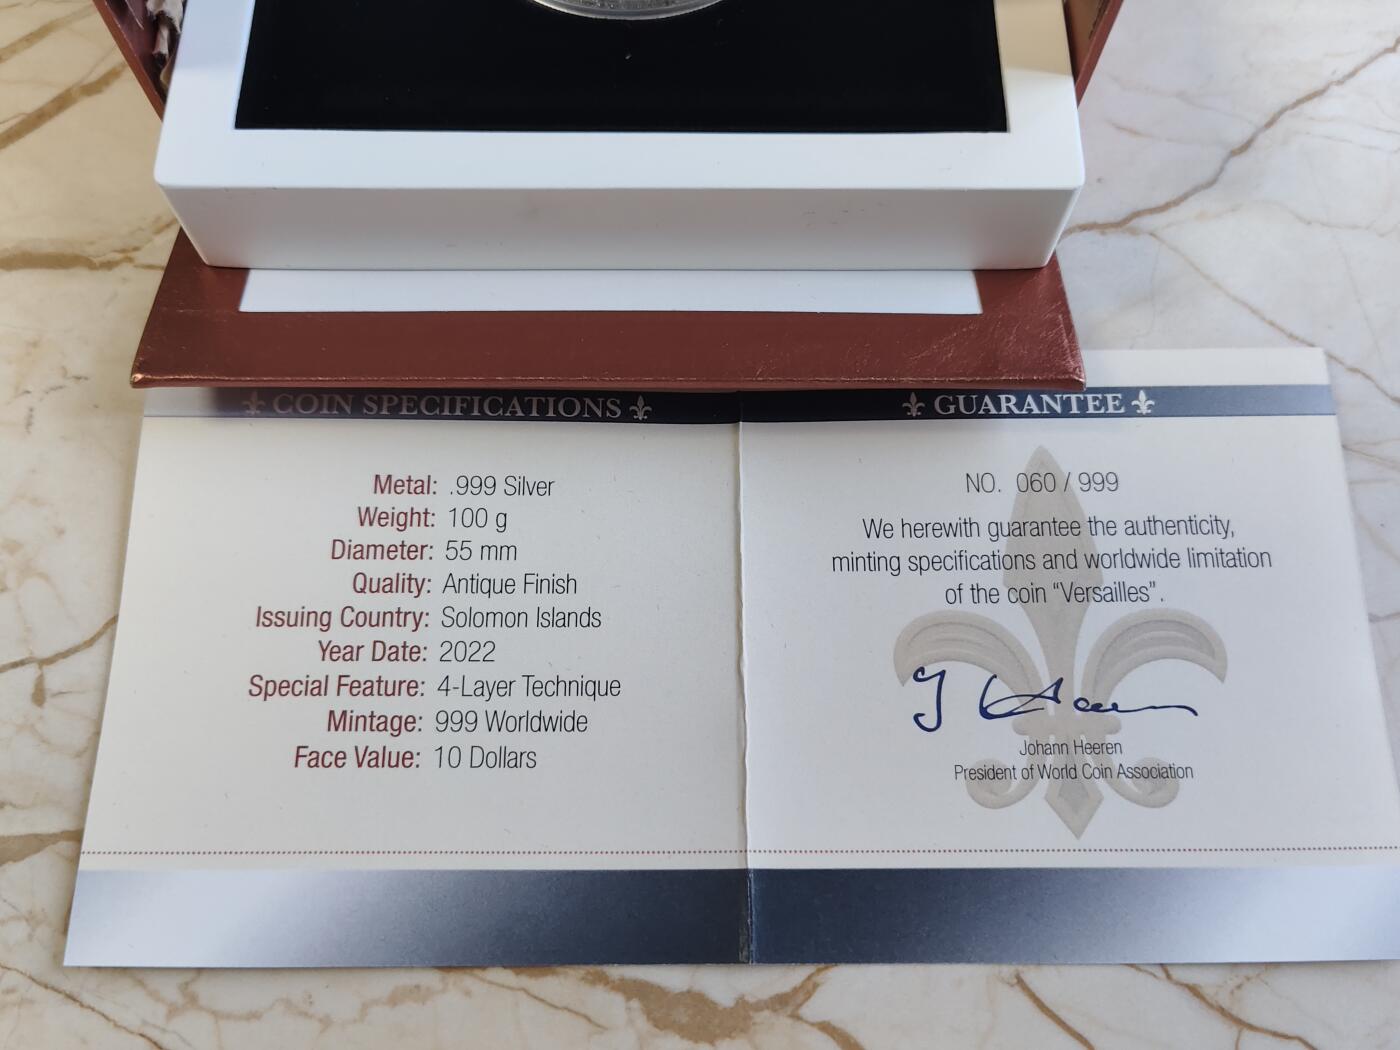 COIN SPECIFICATIONS
Metal: .999 Silver
Weight: 100 g
Diameter: 55 mm
Quality: Antique Finish
Issuing Country: Solomon Islands
Year Date: 2022
Special Feature: 4-Layer Technique
Mintage: 999 Worldwide
Face Value: 10 Dollars
GUARANTEE
NO. 060 / 999
We herewith guarantee the authenticity,
minting specifications and worldwide limitation
of the coin “Versailles”.
Johann Heeren
President of World Coin Association